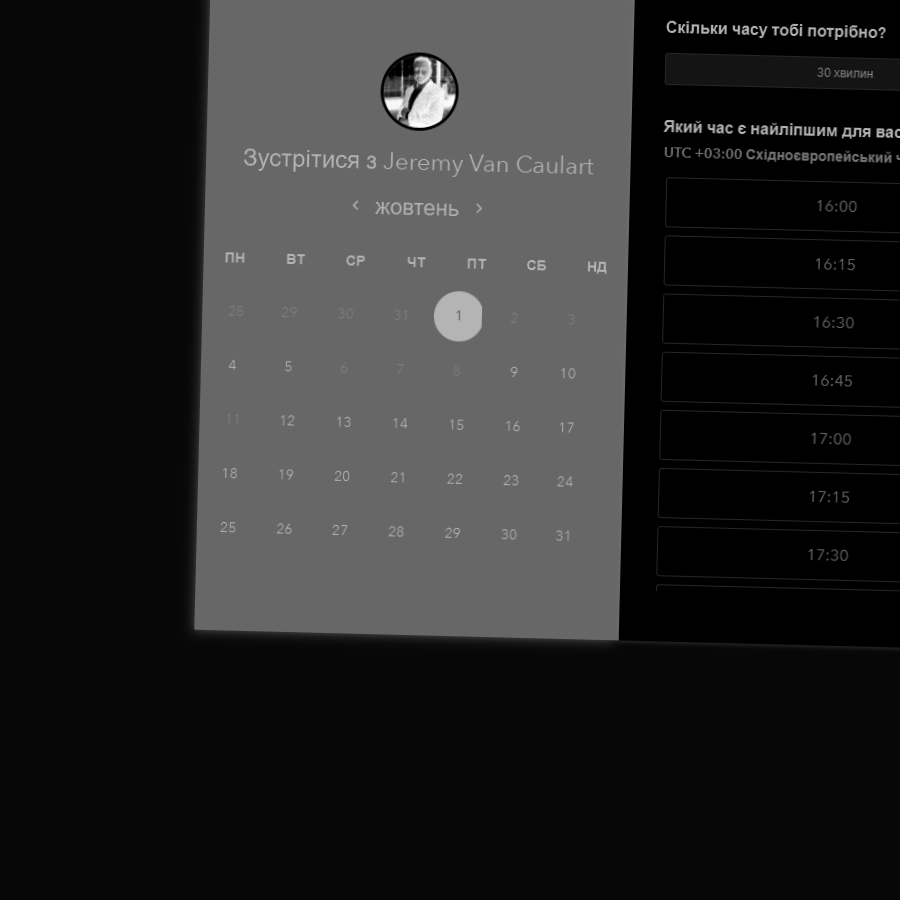 Зустрітися з Jeremy Van Caulart
‹ жовтень ›
ПН ВТ СР ЧТ ПТ СБ НД
28 29 30 31 1 2 3
4 5 6 7 8 9 10
11 12 13 14 15 16 17
18 19 20 21 22 23 24
25 26 27 28 29 30 31
Скільки часу тобі потрібно?
30 хвилин
Який час є найліпшим для вас
UTC +03:00 Східноєвропейський
16:00
16:15
16:30
16:45
17:00
17:15
17:30